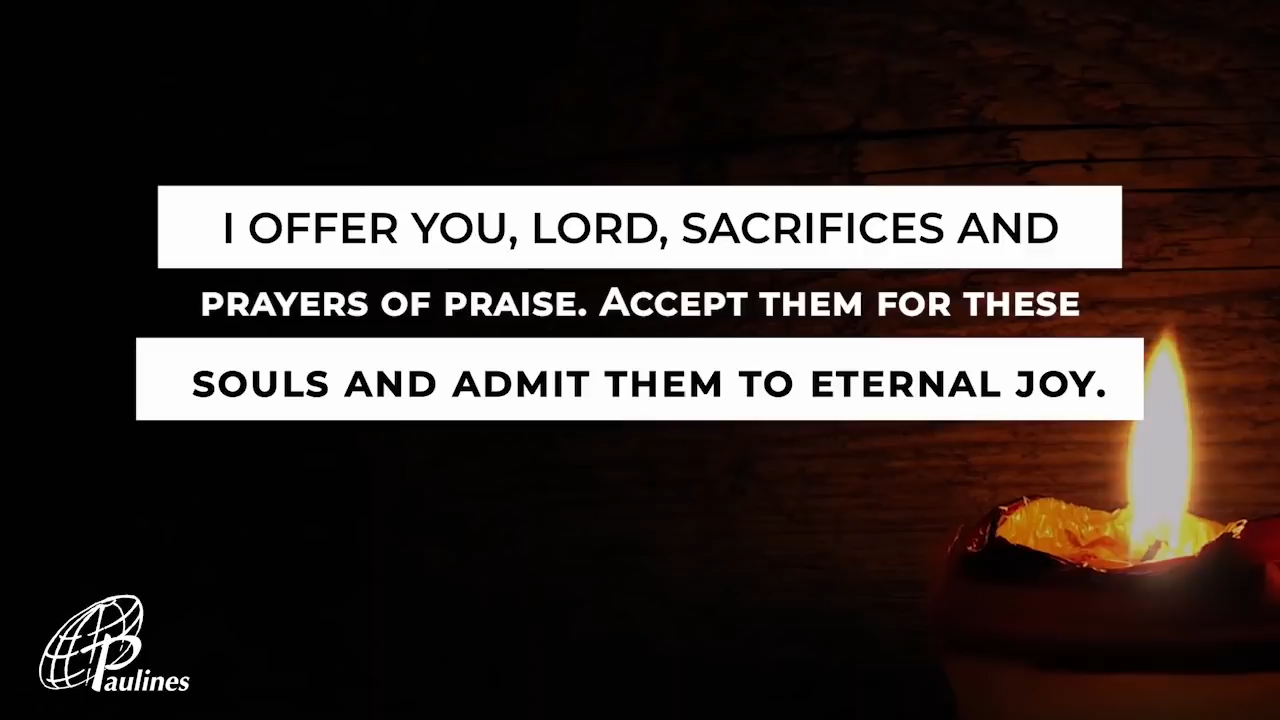 I OFFER YOU, LORD, SACRIFICES AND
PRAYERS OF PRAISE. ACCEPT THEM FOR THESE
SOULS AND ADMIT THEM TO ETERNAL JOY.
Paulines